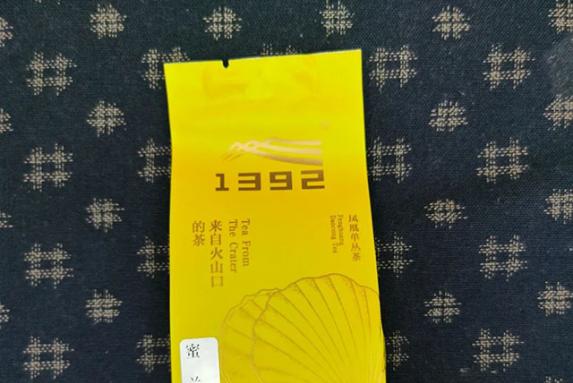 1392
凤凰单丛茶
Fenghuang
Dancong Tea
Tea From
The Crater
来自火山口
的茶
蜜